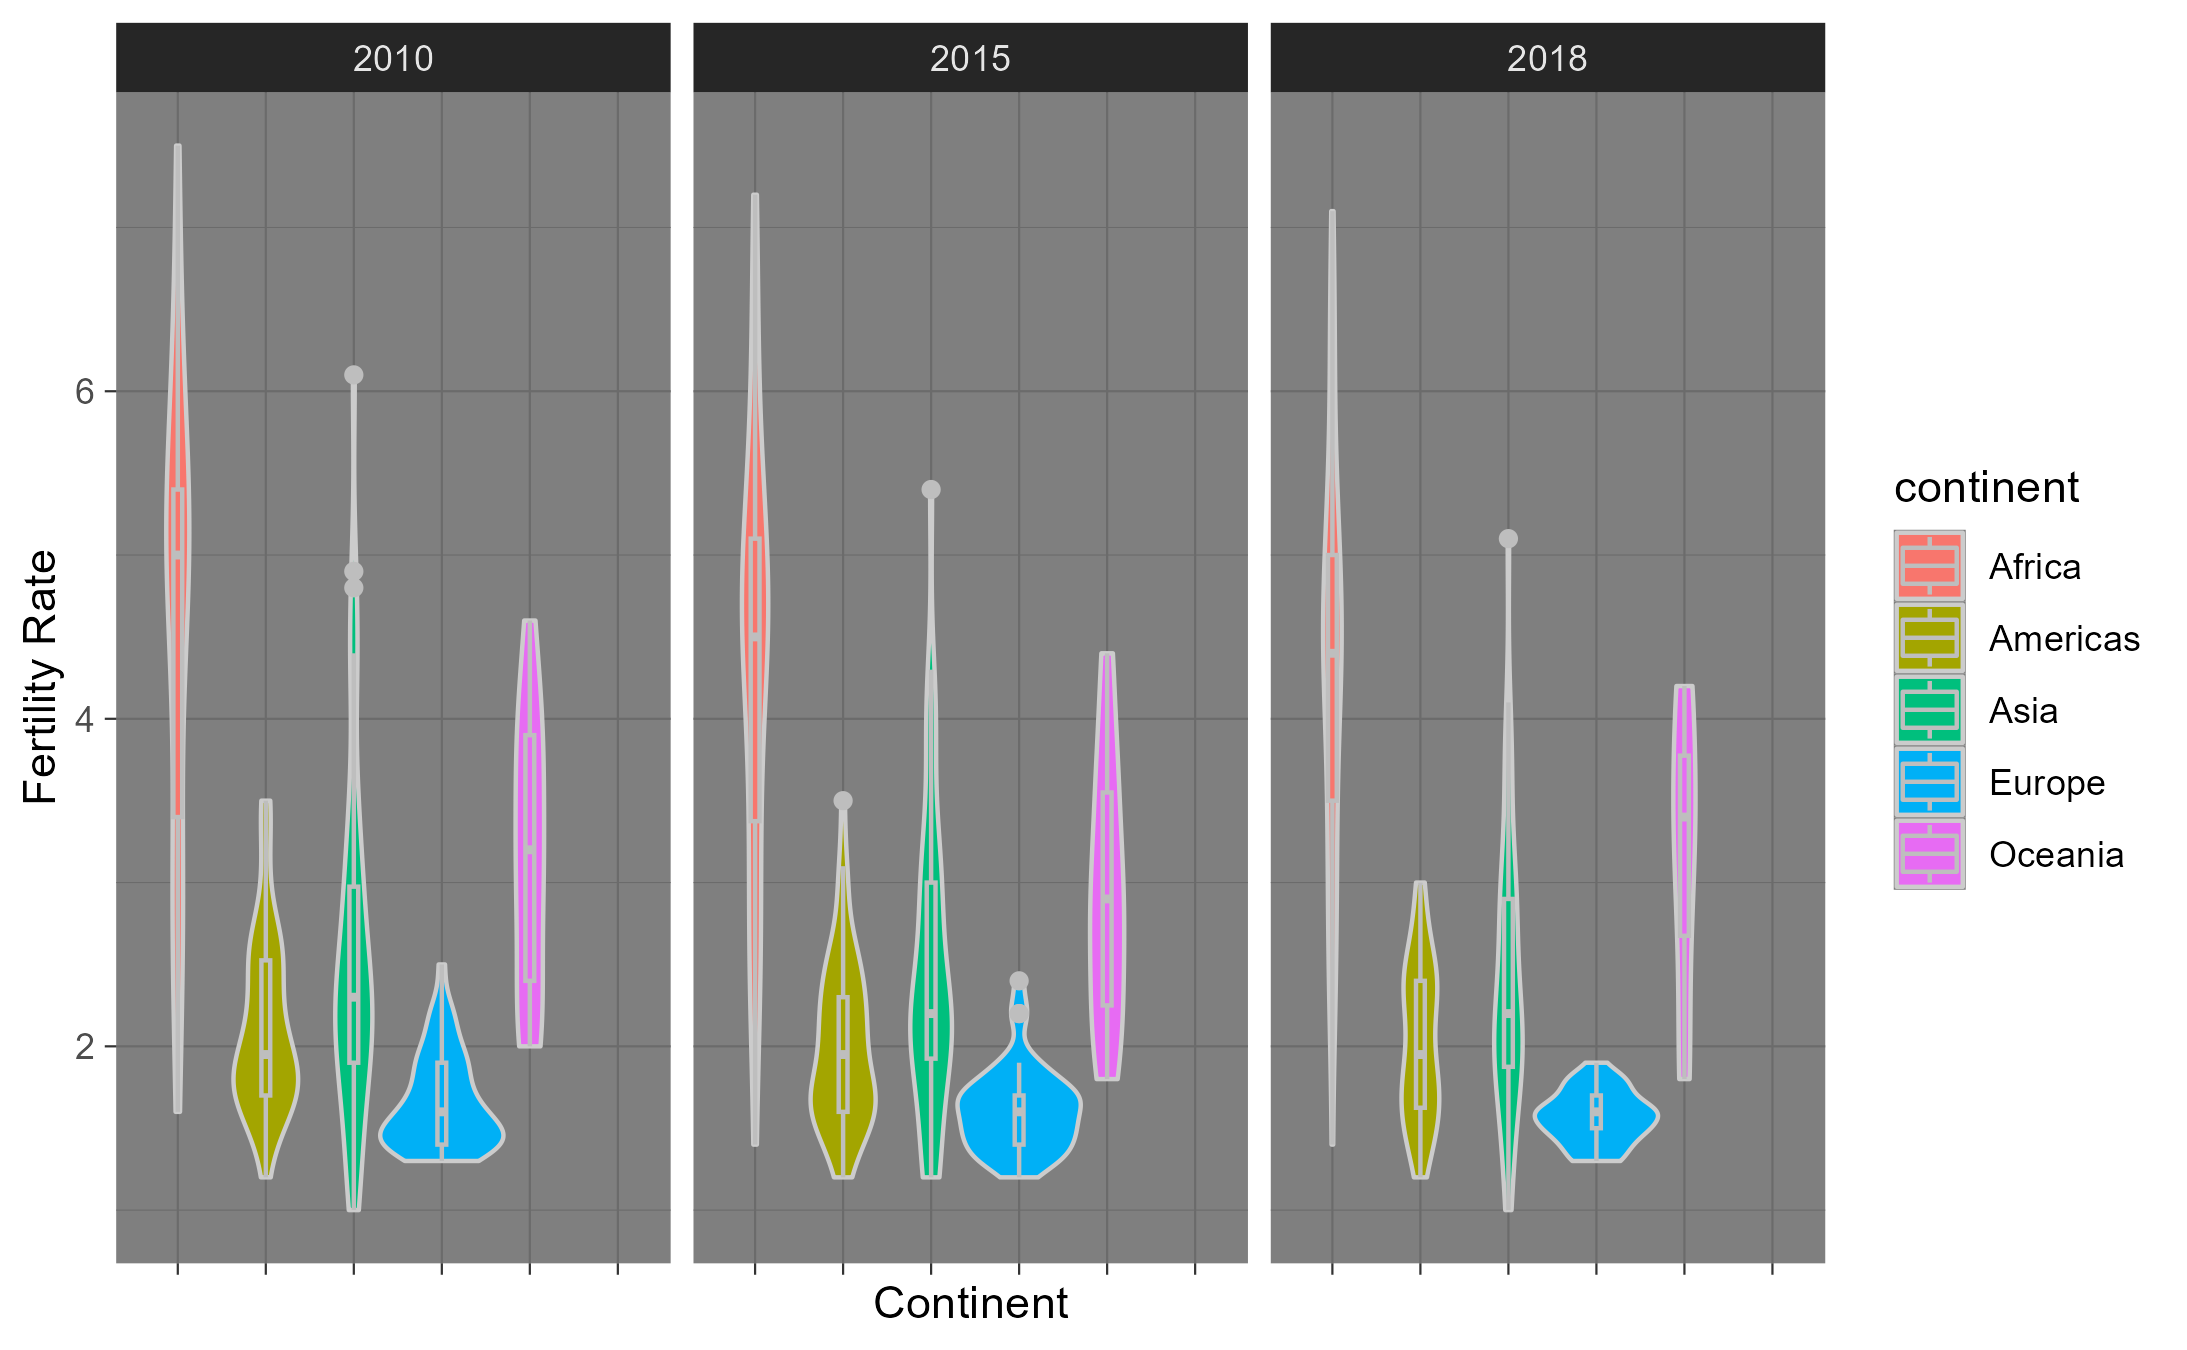 2010
2015
2018
6
4
2
Fertility Rate
Continent
continent
Africa
Americas
Asia
Europe
Oceania